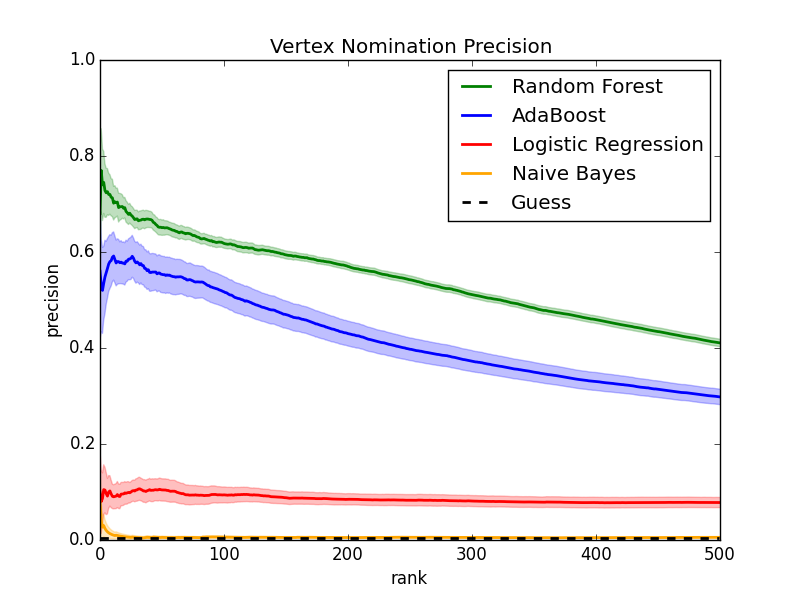 Vertex Nomination Precision
1.0
0.8
0.6
0.4
0.2
0.0
precision
Random Forest
AdaBoost
Logistic Regression
Naive Bayes
Guess
0 100 200 300 400 500
rank